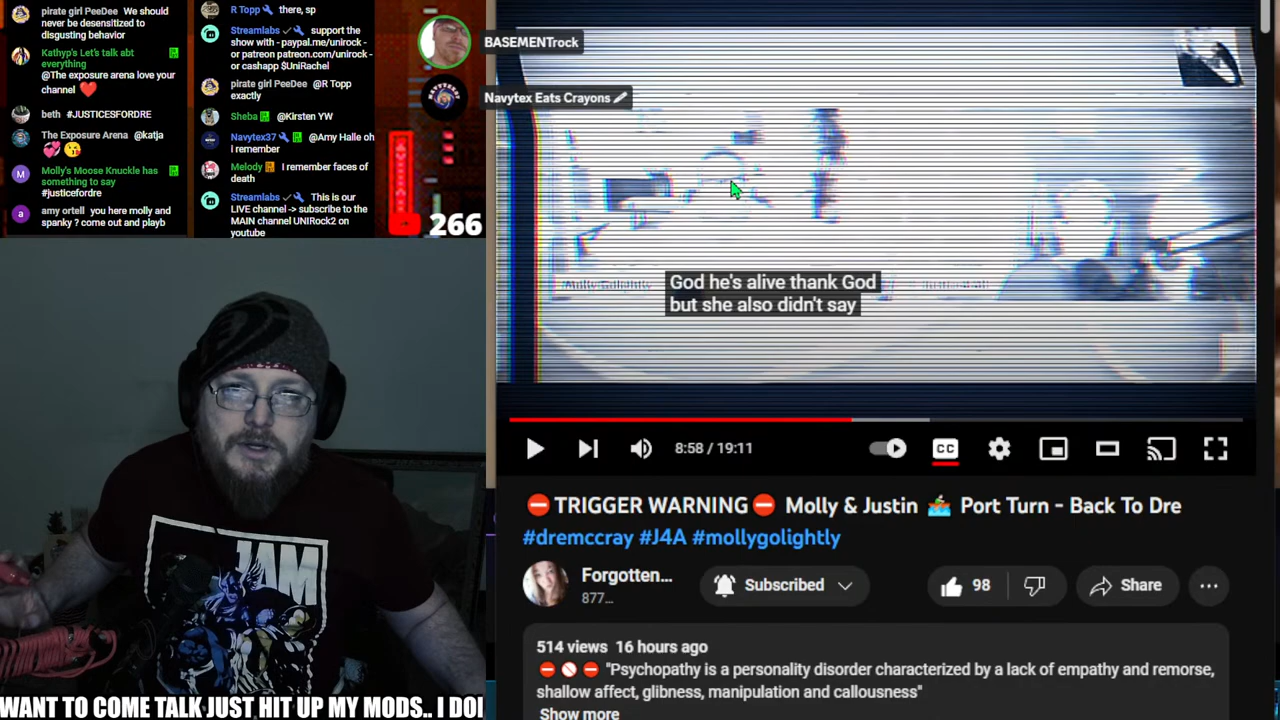 pirate girl PeeDee We should
never be desensitized to
disgusting behavior
Kathyp's Let's talk abt
everything
@The exposure arena love your
channel ❤️
beth #JUSTICESFORDRE
The Exposure Arena @katja
💞 😘
Molly's Moose Knuckle has
something to say
#justicefordre
amy ortell you here molly and
spanky ? come out and playb
R Topp there, sp
Streamlabs support the
show with - paypal.me/unirock -
or patreon patreon.com/unirock -
or cashapp $UniRachel
pirate girl PeeDee @R Topp
exactly
Sheba @Kirsten YW
Navytex37 @Amy Halle oh
i remember
Melody I remember faces of
death
Streamlabs This is our
LIVE channel -> subscribe to the
MAIN channel UNIRock2 on
youtube
266
BASEMENTrock
NAVYTEX37
Navytex Eats Crayons
God he's alive thank God
but she also didn't say
8:58 / 19:11
CC
⛔TRIGGER WARNING⛔ Molly & Justin 🚣 Port Turn - Back To Dre
#dremccray #J4A #mollygolightly
Forgotten...
877...
Subscribed
98
Share
514 views 16 hours ago
⛔ 🚫 ⛔ "Psychopathy is a personality disorder characterized by a lack of empathy and remorse,
shallow affect, glibness, manipulation and callousness"
Show more
JAM
WANT TO COME TALK JUST HIT UP MY MODS.. I DOI